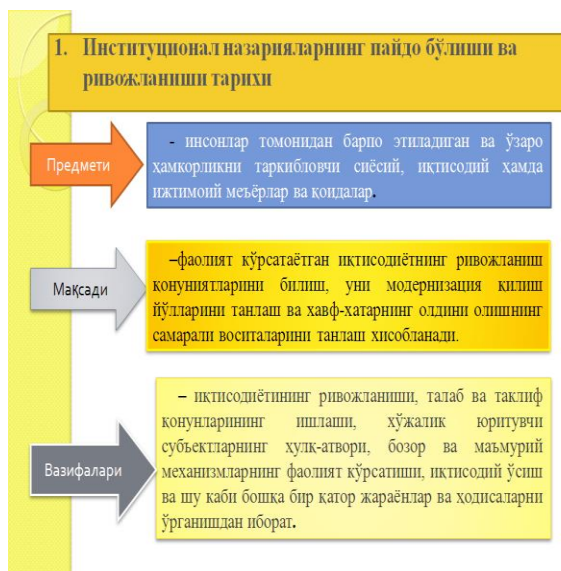 1. Институционал назарияларнинг пайдо бўлиши ва
ривожланиши тарихи
Предмети
- инсонлар томонидан барпо этиладиган ва ўзаро
ҳамкорликни таркибловчи сиёсий, иқтисодий ҳамда
ижтимоий меъёрлар ва қоидалар.
Мақсади
–фаолият кўрсатаётган иқтисодиётнинг ривожланиш
қонуниятларини билиш, уни модернизация қилиш
йўлларини танлаш ва хавф-хатарнинг олдини олишнинг
самарали воситаларини танлаш хисобланади.
Вазифалари
– иқтисодиётининг ривожланиши, талаб ва таклиф
қонунларининг ишлаши, хўжалик юритувчи
субъектларнинг хулқ-атвори, бозор ва маъмурий
механизмларнинг фаолият кўрсатиши, иқтисодий ўсиш
ва шу каби бошқа бир қатор жараёнлар ва ҳодисаларни
ўрганишдан иборат.